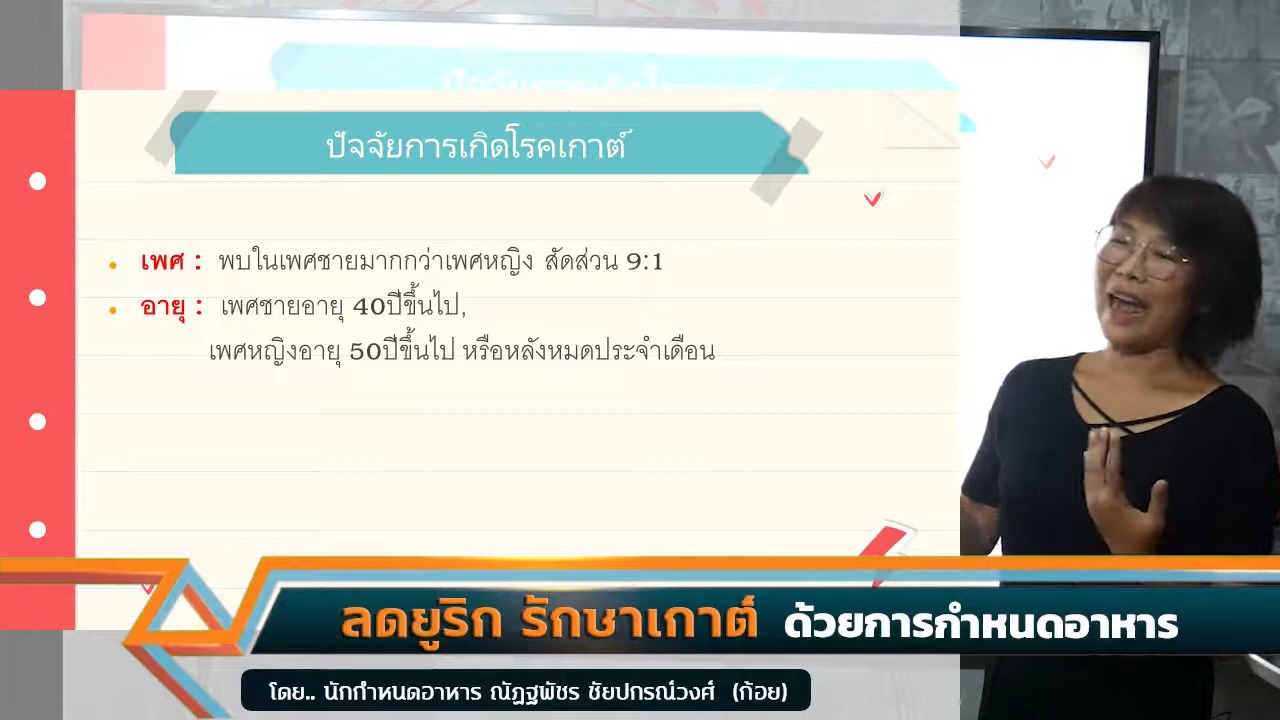 ปัจจัยการเกิดโรคเกาต์
เพศ : พบในเพศชายมากกว่าเพศหญิง สัดส่วน 9:1
อายุ : เพศชายอายุ 40ปีขึ้นไป,
เพศหญิงอายุ 50ปีขึ้นไป หรือหลังหมดประจำเดือน
ลดยูริก รักษาเกาต์ ด้วยการกำหนดอาหาร
โดย.. นักกำหนดอาหาร ณัฏฐพัชร ชัยปกรณ์วงศ์ (ก้อย)